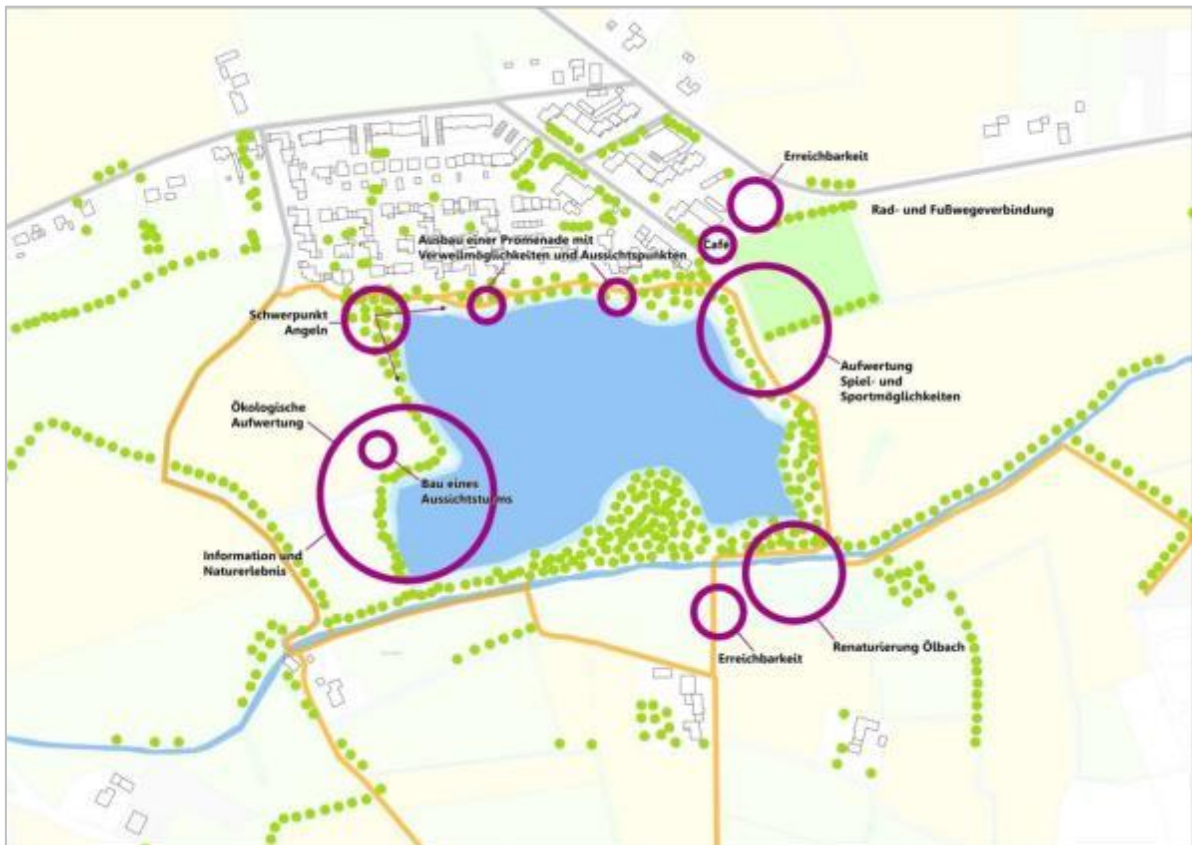 Erreichbarkeit
Rad- und Fußwegeverbindung
Café
Ausbau einer Promenade mit
Verweilmöglichkeiten und Aussichtspunkten
Schwerpunkt
Angeln
Aufwertung
Spiel- und
Sportmöglichkeiten
Ökologische
Aufwertung
Bau eines
Aussichtsturms
Information und
Naturerlebnis
Erreichbarkeit
Renaturierung Ölbach